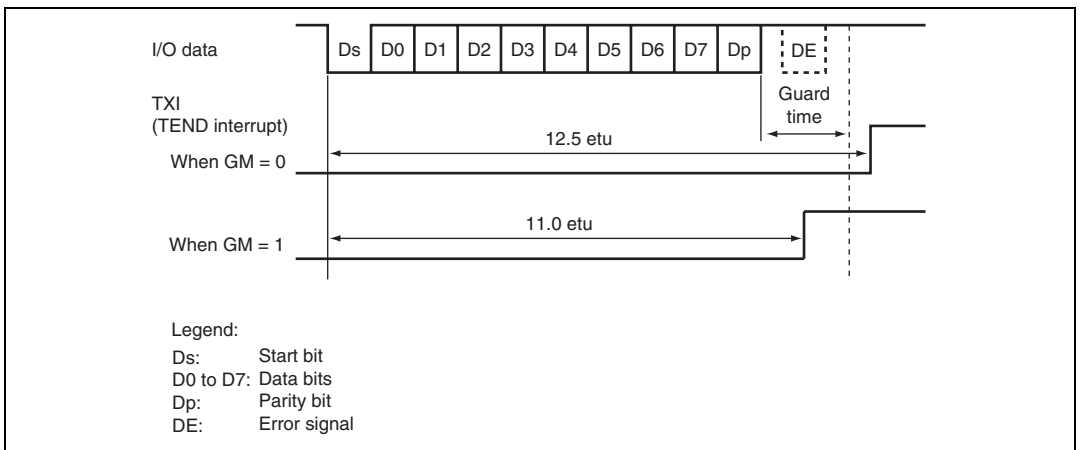 I/O data
Ds D0 D1 D2 D3 D4 D5 D6 D7 Dp DE
Guard
time
TXI
(TEND interrupt)
12.5 etu
When GM = 0
11.0 etu
When GM = 1
Legend:
Ds: Start bit
D0 to D7: Data bits
Dp: Parity bit
DE: Error signal